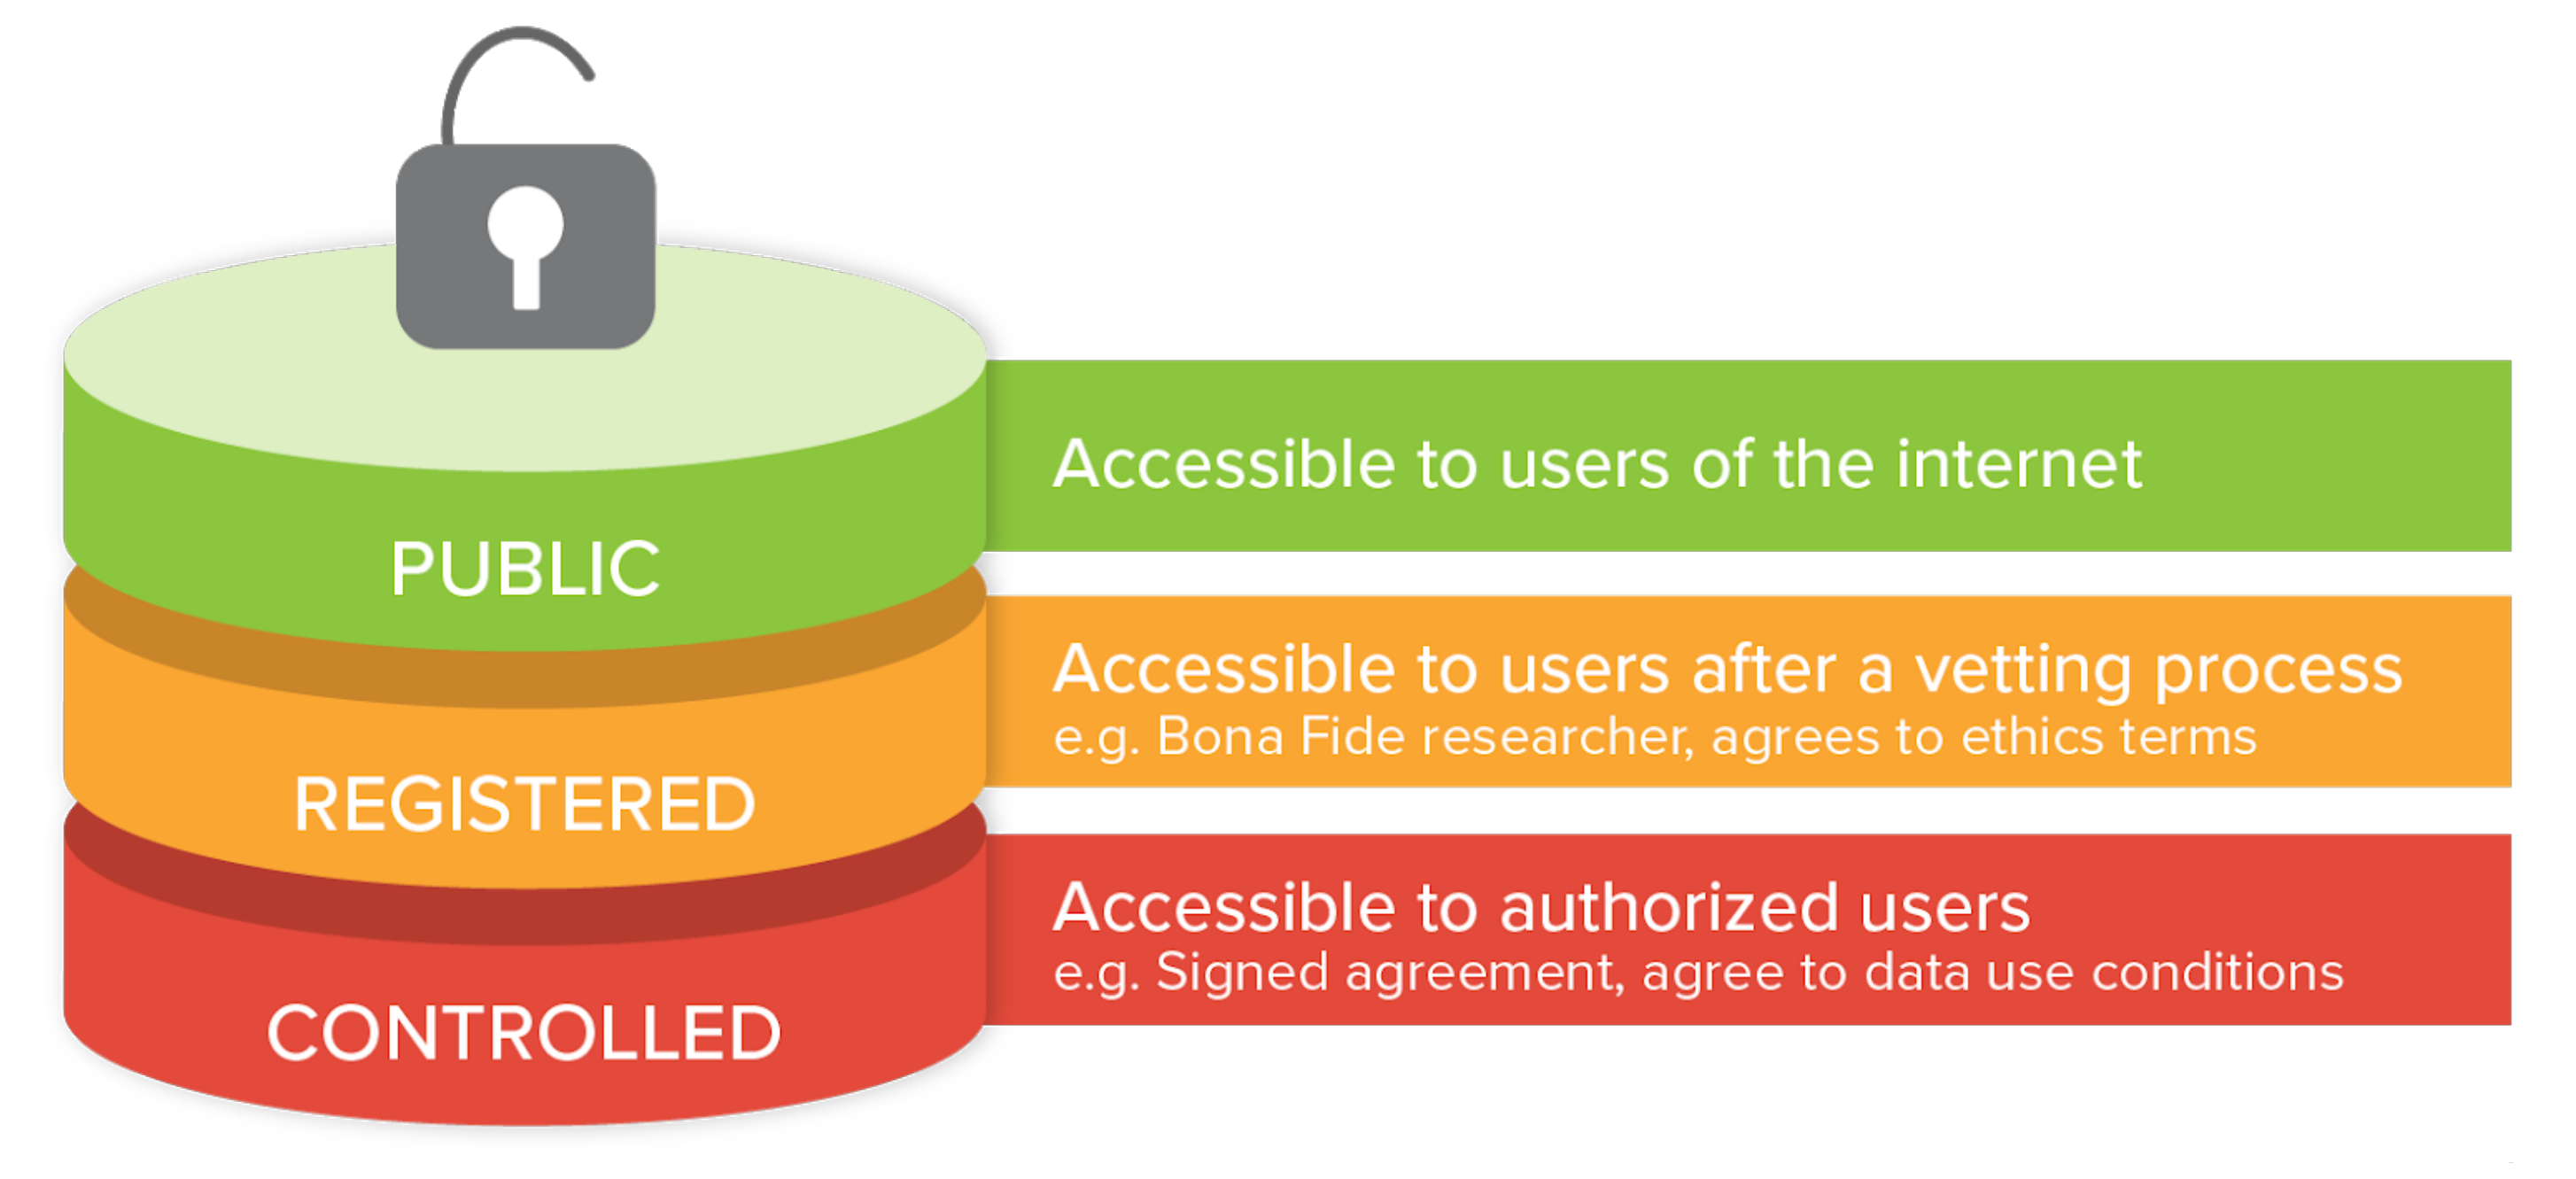 PUBLIC
Accessible to users of the internet
REGISTERED
Accessible to users after a vetting process
e.g. Bona Fide researcher, agrees to ethics terms
CONTROLLED
Accessible to authorized users
e.g. Signed agreement, agree to data use conditions